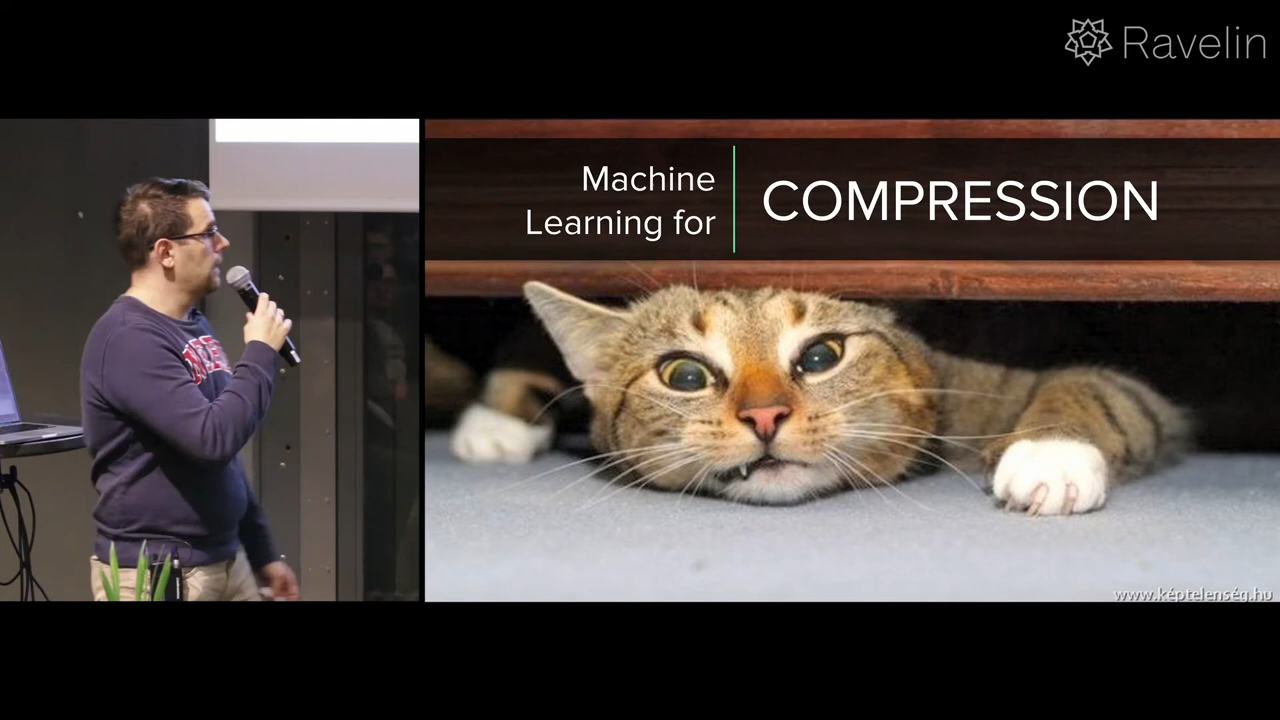 Ravelin
Machine
Learning for
COMPRESSION
www.képtelenség.hu